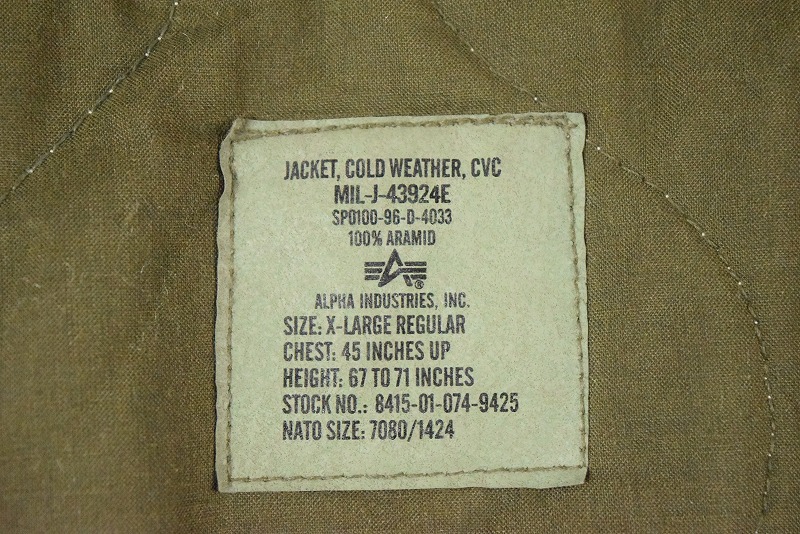 JACKET, COLD WEATHER, CVC
MIL-J-43924E
SP0100-96-D-4033
100% ARAMID
®
ALPHA INDUSTRIES, INC.
SIZE: X-LARGE REGULAR
CHEST: 45 INCHES UP
HEIGHT: 67 TO 71 INCHES
STOCK NO.: 8415-01-074-9425
NATO SIZE: 7080/1424